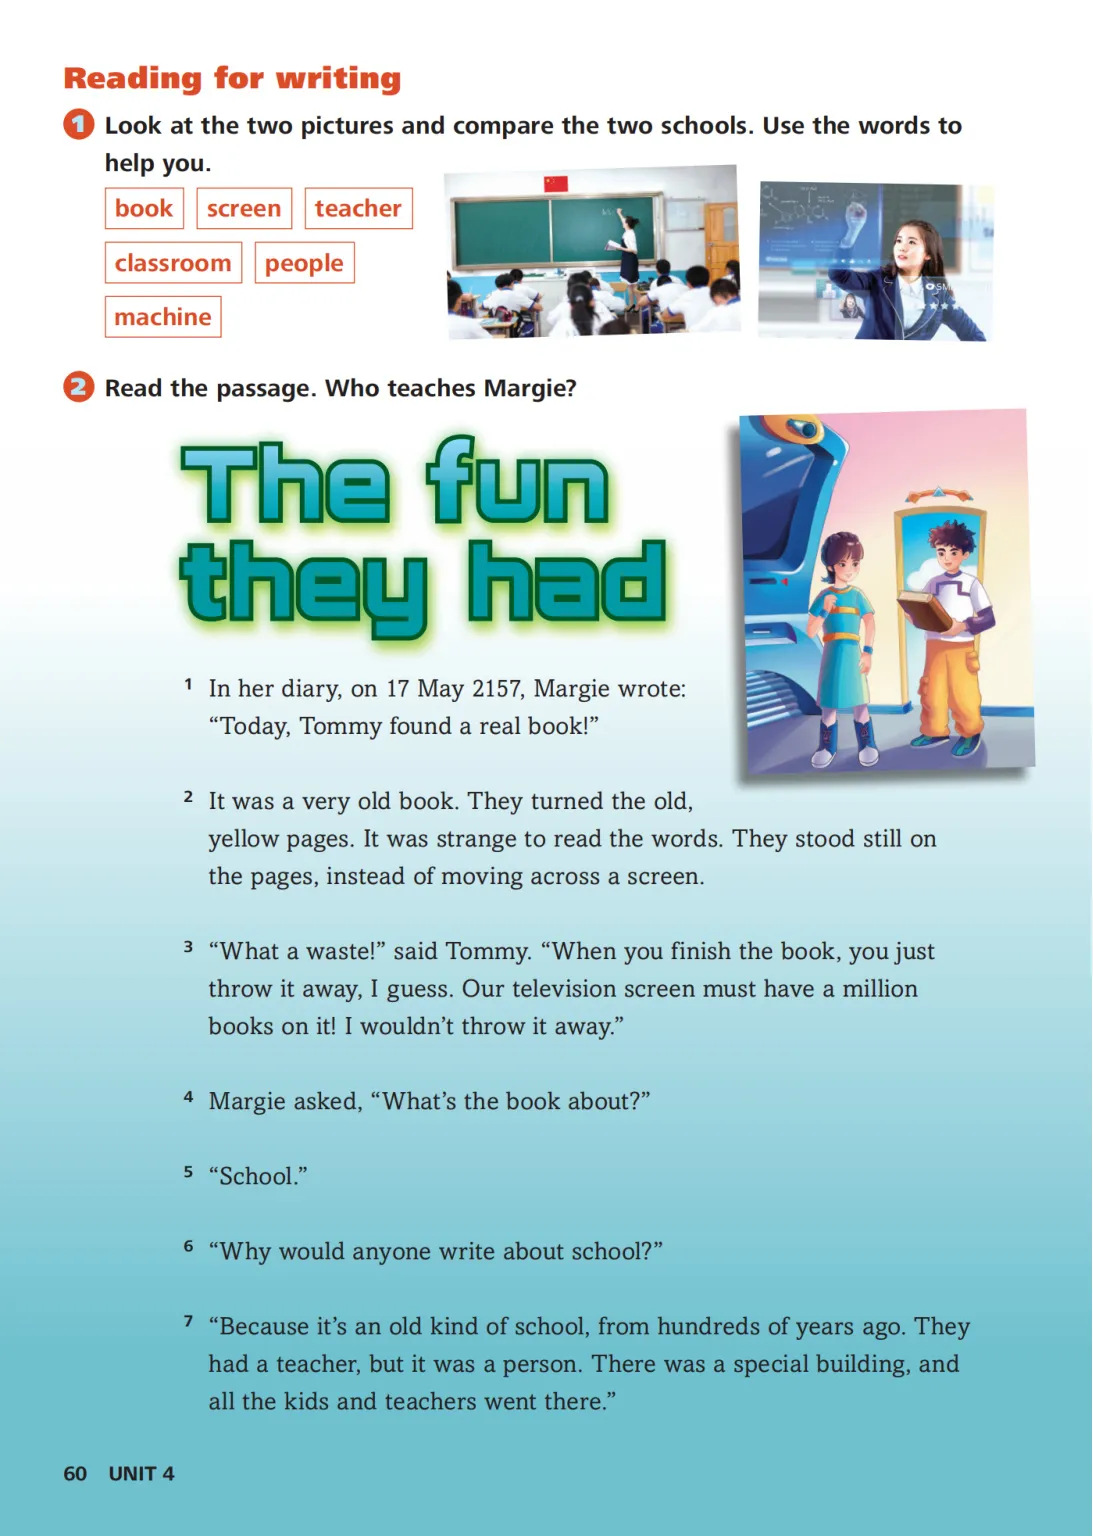 Reading for writing
1 Look at the two pictures and compare the two schools. Use the words to
help you.
book screen teacher
classroom people
machine
2 Read the passage. Who teaches Margie?
The fun
they had
1 In her diary, on 17 May 2157, Margie wrote:
“Today, Tommy found a real book!”
2 It was a very old book. They turned the old,
yellow pages. It was strange to read the words. They stood still on
the pages, instead of moving across a screen.
3 “What a waste!” said Tommy. “When you finish the book, you just
throw it away, I guess. Our television screen must have a million
books on it! I wouldn’t throw it away.”
4 Margie asked, “What’s the book about?”
5 “School.”
6 “Why would anyone write about school?”
7 “Because it’s an old kind of school, from hundreds of years ago. They
had a teacher, but it was a person. There was a special building, and
all the kids and teachers went there.”
60 UNIT 4